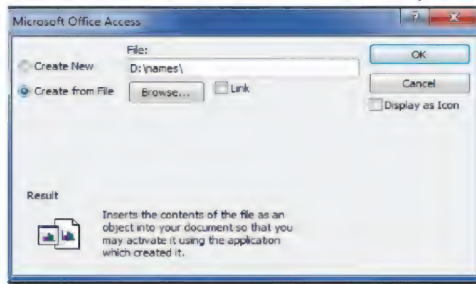 Microsoft Office Access
File:
Create New
D:\names\
OK
Create from File
Browse...
Link
Cancel
Display as Icon
Result
Inserts the contents of the file as an
object into your document so that you
may activate it using the application
which created it.